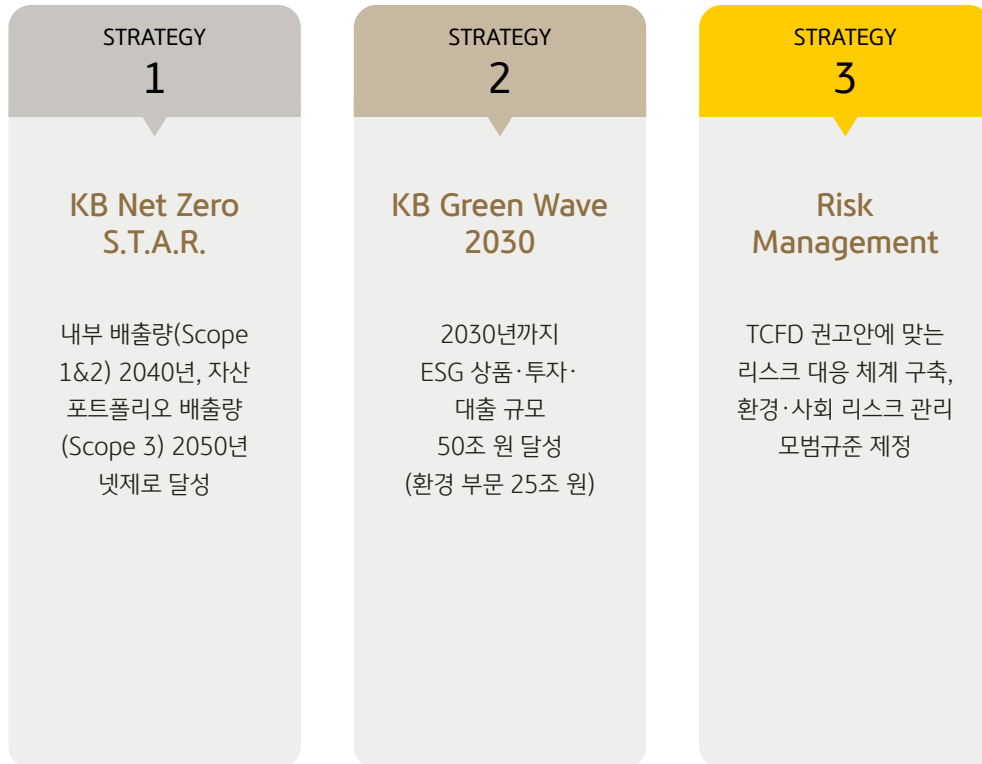 STRATEGY
1
KB Net Zero
S.T.A.R.
내부 배출량(Scope
1&2) 2040년, 자산
포트폴리오 배출량
(Scope 3) 2050년
넷제로 달성
STRATEGY
2
KB Green Wave
2030
2030년까지
ESG 상품·투자·
대출 규모
50조 원 달성
(환경 부문 25조 원)
STRATEGY
3
Risk
Management
TCFD 권고안에 맞는
리스크 대응 체계 구축,
환경·사회 리스크 관리
모범규준 제정